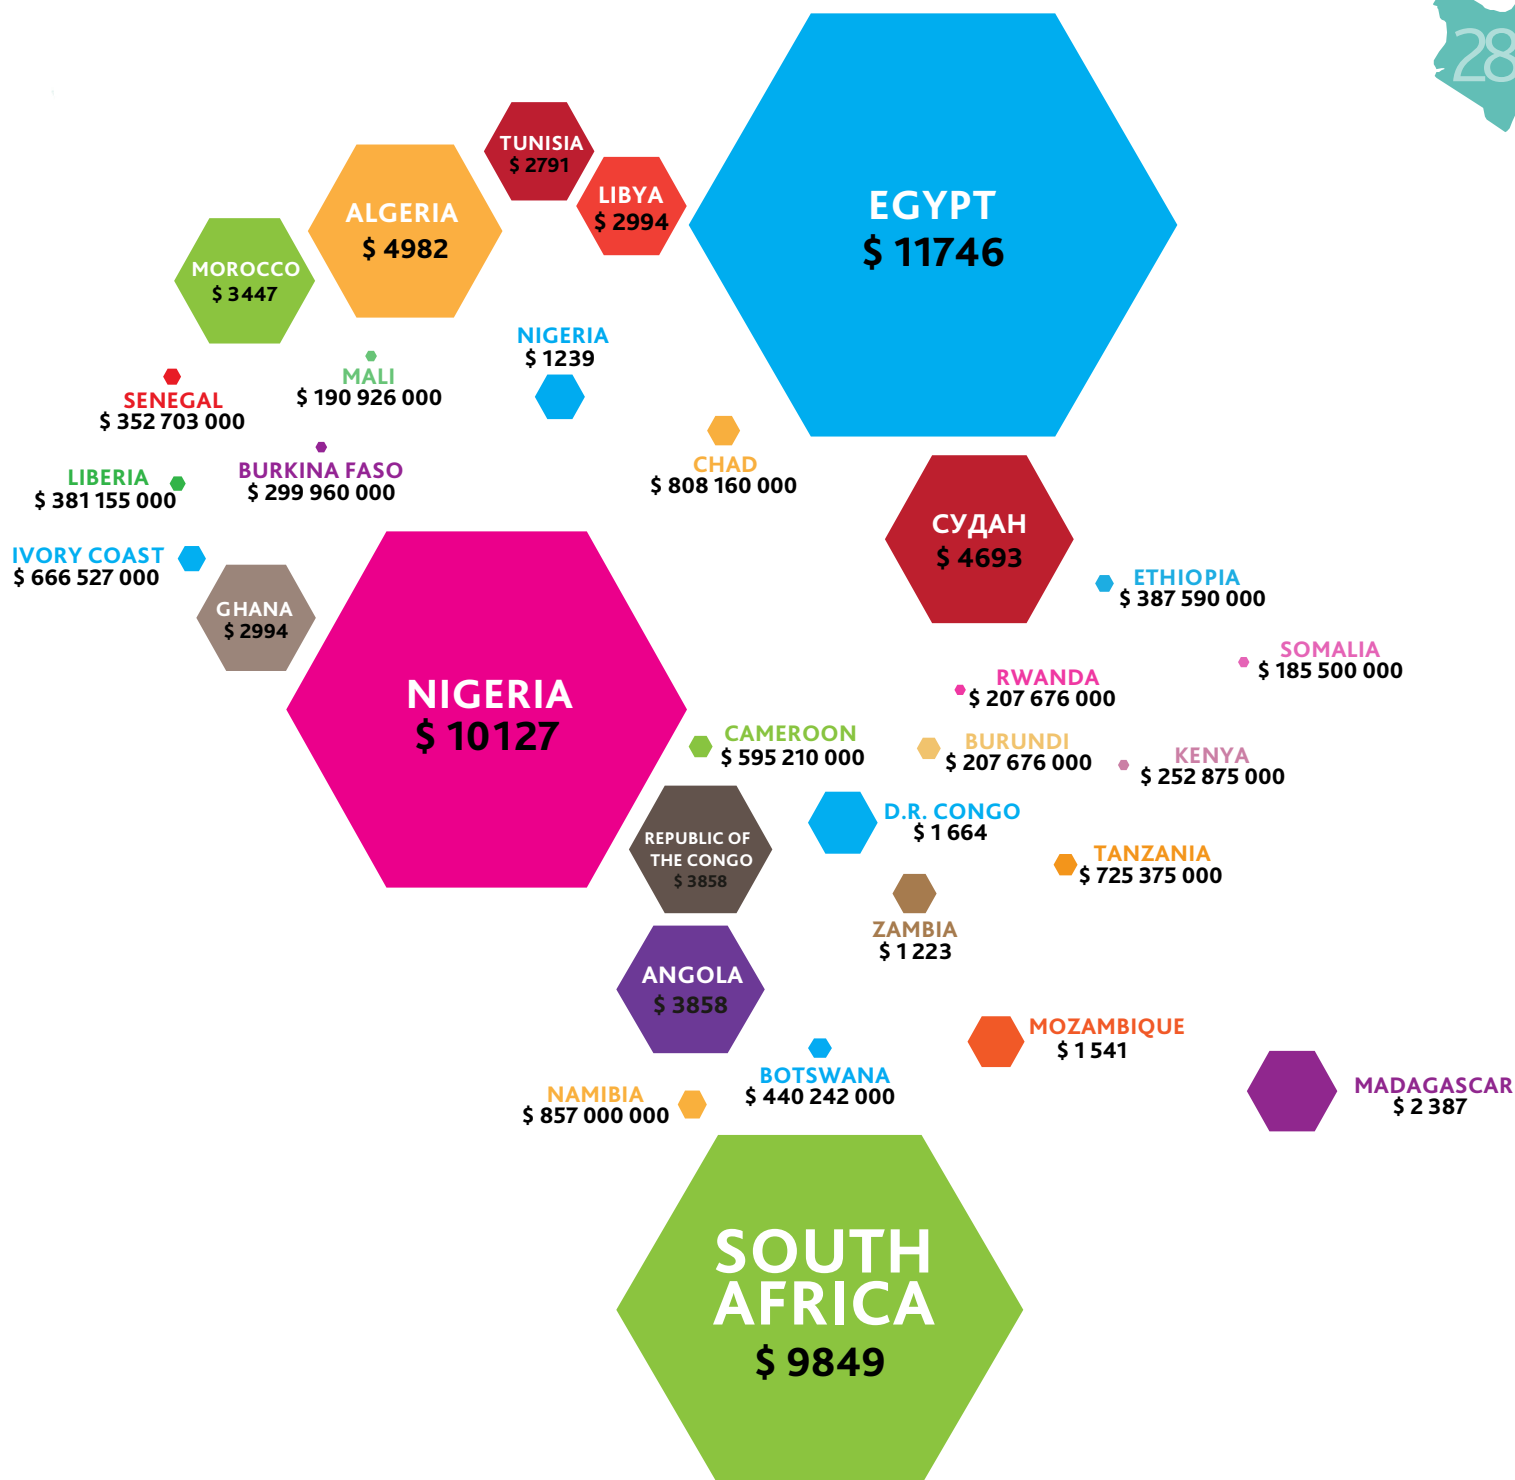 28
TUNISIA
$ 2791
LIBYA
$ 2994
EGYPT
$ 11746
ALGERIA
$ 4982
MOROCCO
$ 3447
NIGERIA
$ 1239
MALI
$ 190 926 000
SENEGAL
$ 352 703 000
CHAD
$ 808 160 000
BURKINA FASO
$ 299 960 000
LIBERIA
$ 381 155 000
СУДАН
$ 4693
IVORY COAST
$ 666 527 000
ETHIOPIA
$ 387 590 000
GHANA
$ 2994
SOMALIA
$ 185 500 000
RWANDA
$ 207 676 000
NIGERIA
$ 10127
CAMEROON
$ 595 210 000
BURUNDI
$ 207 676 000
KENYA
$ 252 875 000
D.R. CONGO
$ 1 664
REPUBLIC OF
THE CONGO
$ 3858
TANZANIA
$ 725 375 000
ZAMBIA
$ 1 223
ANGOLA
$ 3858
MOZAMBIQUE
$ 1 541
BOTSWANA
$ 440 242 000
MADAGASCAR
$ 2 387
NAMIBIA
$ 857 000 000
SOUTH
AFRICA
$ 9849